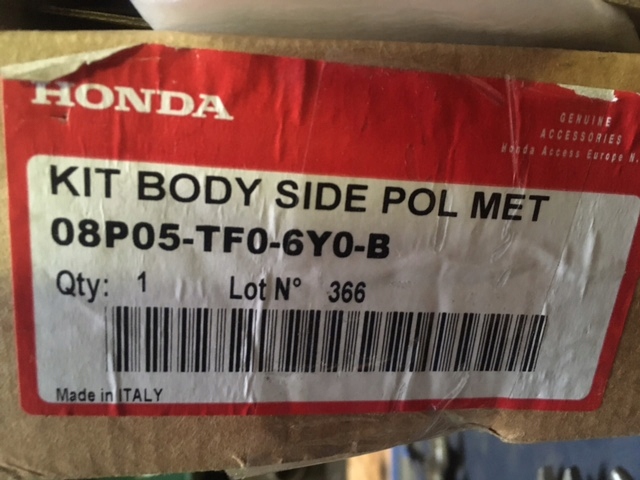 HONDA
GENUINE
ACCESSORIES
Honda Access Europe N.
KIT BODY SIDE POL MET
08P05-TF0-6Y0-B
Qty: 1 Lot N° 366
Made in ITALY